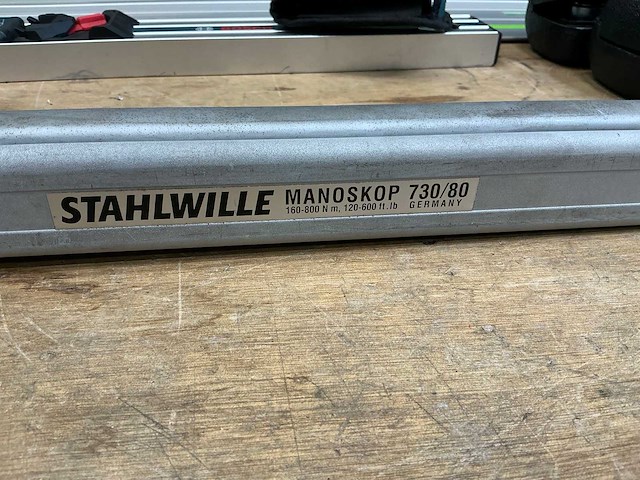 STAHLWILLE MANOSKOP 730/80
160-800 N m, 120-600 ft.lb GERMANY